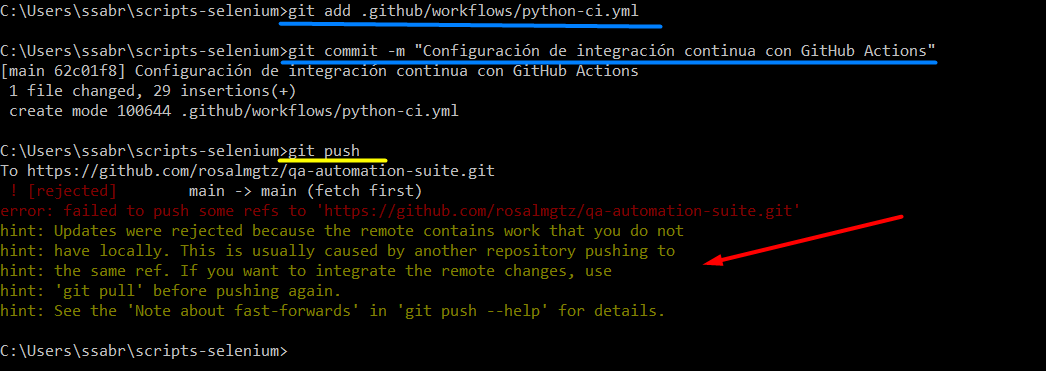 C:\Users\ssabr\scripts-selenium>git add .github/workflows/python-ci.yml
C:\Users\ssabr\scripts-selenium>git commit -m "Configuración de integración continua con GitHub Actions"
[main 62c01f8] Configuración de integración continua con GitHub Actions
 1 file changed, 29 insertions(+)
 create mode 100644 .github/workflows/python-ci.yml
C:\Users\ssabr\scripts-selenium>git push
To https://github.com/rosalmgtz/qa-automation-suite.git
 ! [rejected]        main -> main (fetch first)
error: failed to push some refs to 'https://github.com/rosalmgtz/qa-automation-suite.git'
hint: Updates were rejected because the remote contains work that you do not
hint: have locally. This is usually caused by another repository pushing to
hint: the same ref. If you want to integrate the remote changes, use
hint: 'git pull' before pushing again.
hint: See the 'Note about fast-forwards' in 'git push --help' for details.
C:\Users\ssabr\scripts-selenium>